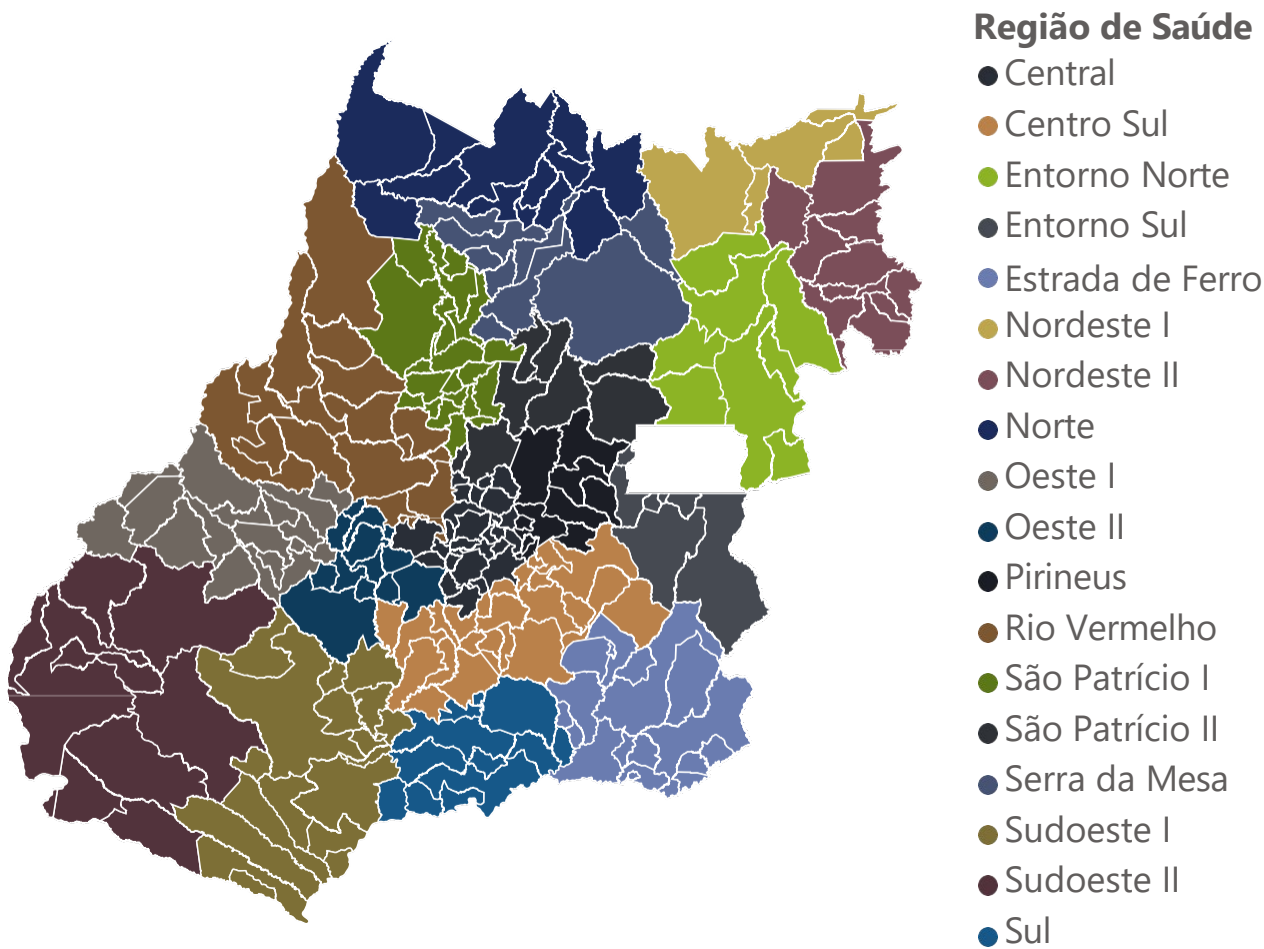 Região de Saúde
Central
Centro Sul
Entorno Norte
Entorno Sul
Estrada de Ferro
Nordeste I
Nordeste II
Norte
Oeste I
Oeste II
Pirineus
Rio Vermelho
São Patrício I
São Patrício II
Serra da Mesa
Sudoeste I
Sudoeste II
Sul